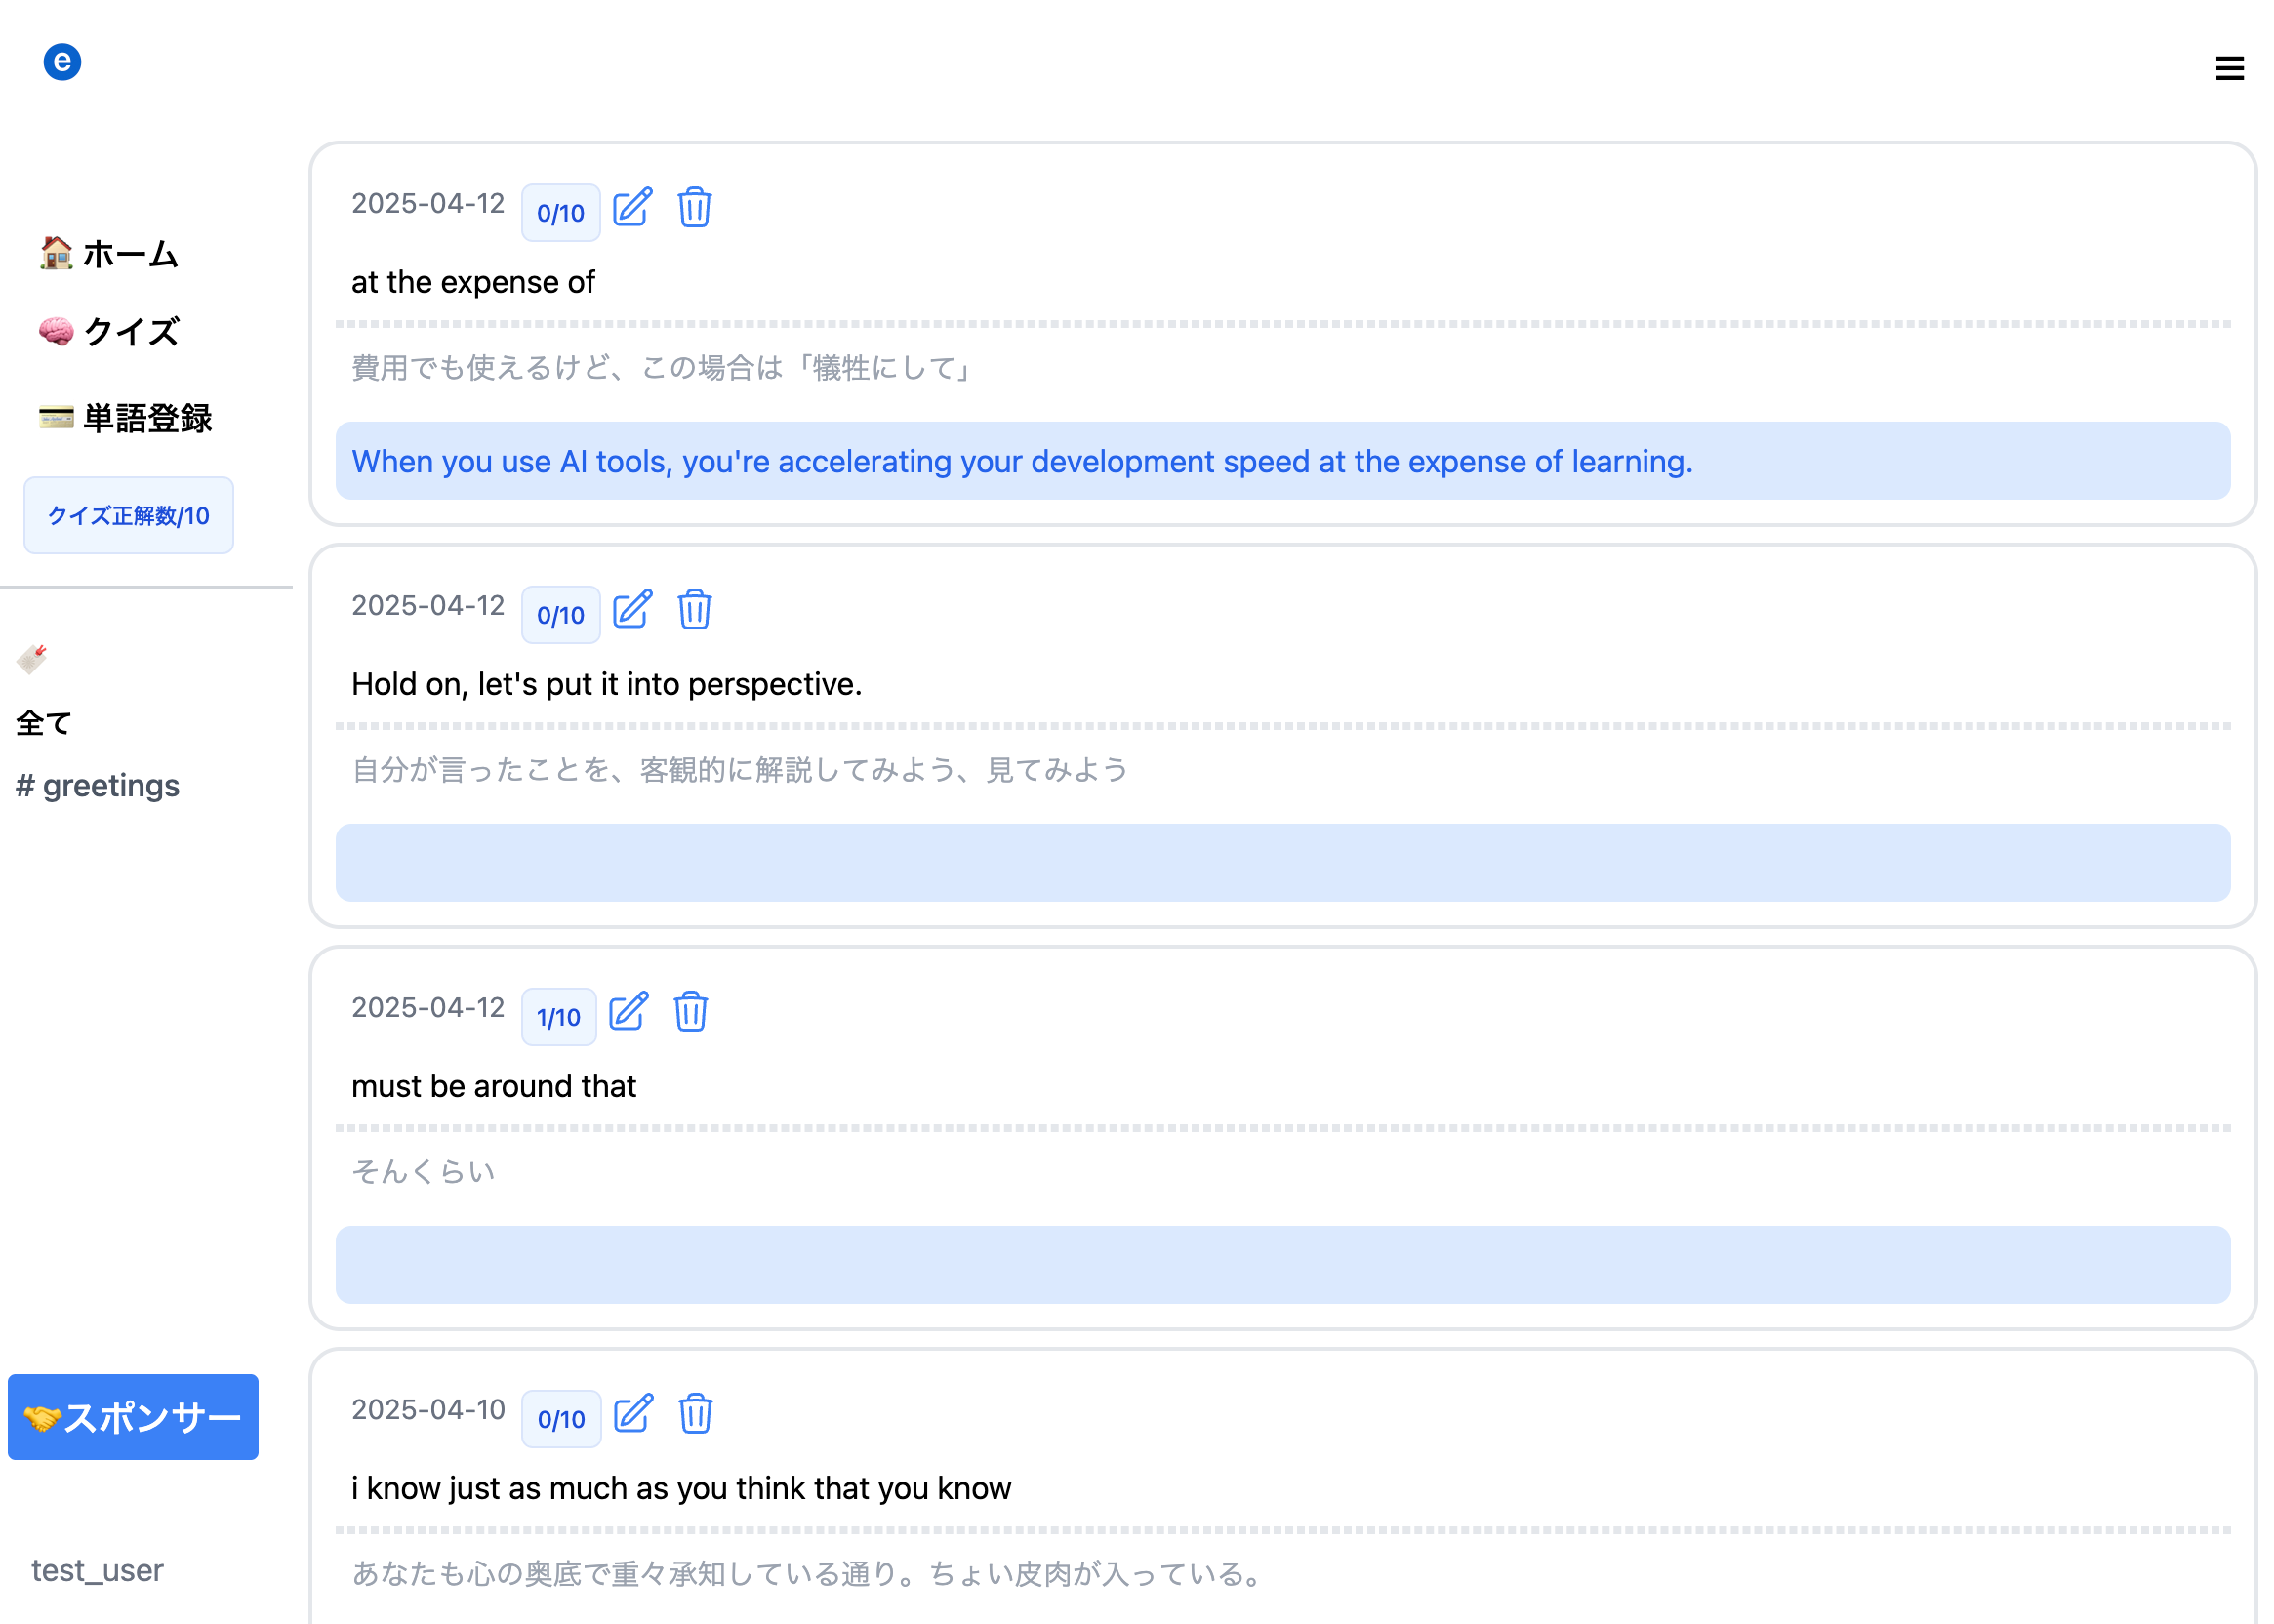 e
ホーム
クイズ
単語登録
クイズ正解数/10
全て
# greetings
スポンサー
test_user
2025-04-12 0/10
at the expense of
費用でも使えるけど、この場合は「犠牲にして」
When you use AI tools, you're accelerating your development speed at the expense of learning.
2025-04-12 0/10
Hold on, let's put it into perspective.
自分が言ったことを、客観的に解説してみよう、見てみよう
2025-04-12 1/10
must be around that
そんくらい
2025-04-10 0/10
i know just as much as you think that you know
あなたも心の奥底で重々承知している通り。ちょい皮肉が入っている。